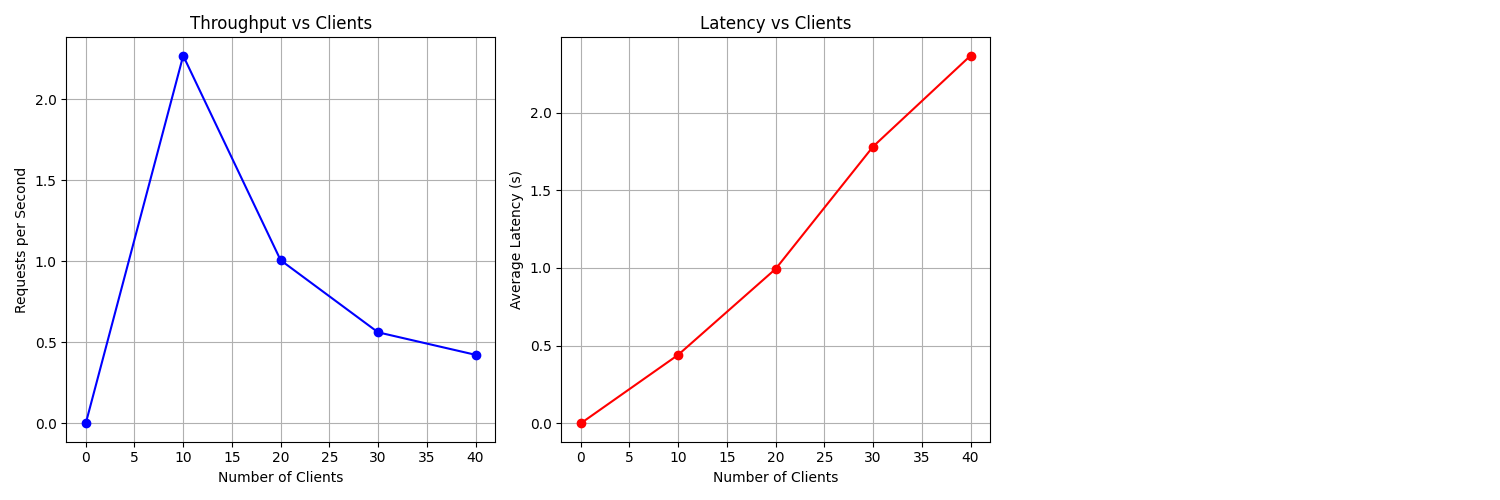 Throughput vs Clients
Requests per Second
2.0
1.5
1.0
0.5
0.0
0 5 10 15 20 25 30 35 40
Number of Clients
Latency vs Clients
Average Latency (s)
2.0
1.5
1.0
0.5
0.0
0 5 10 15 20 25 30 35 40
Number of Clients